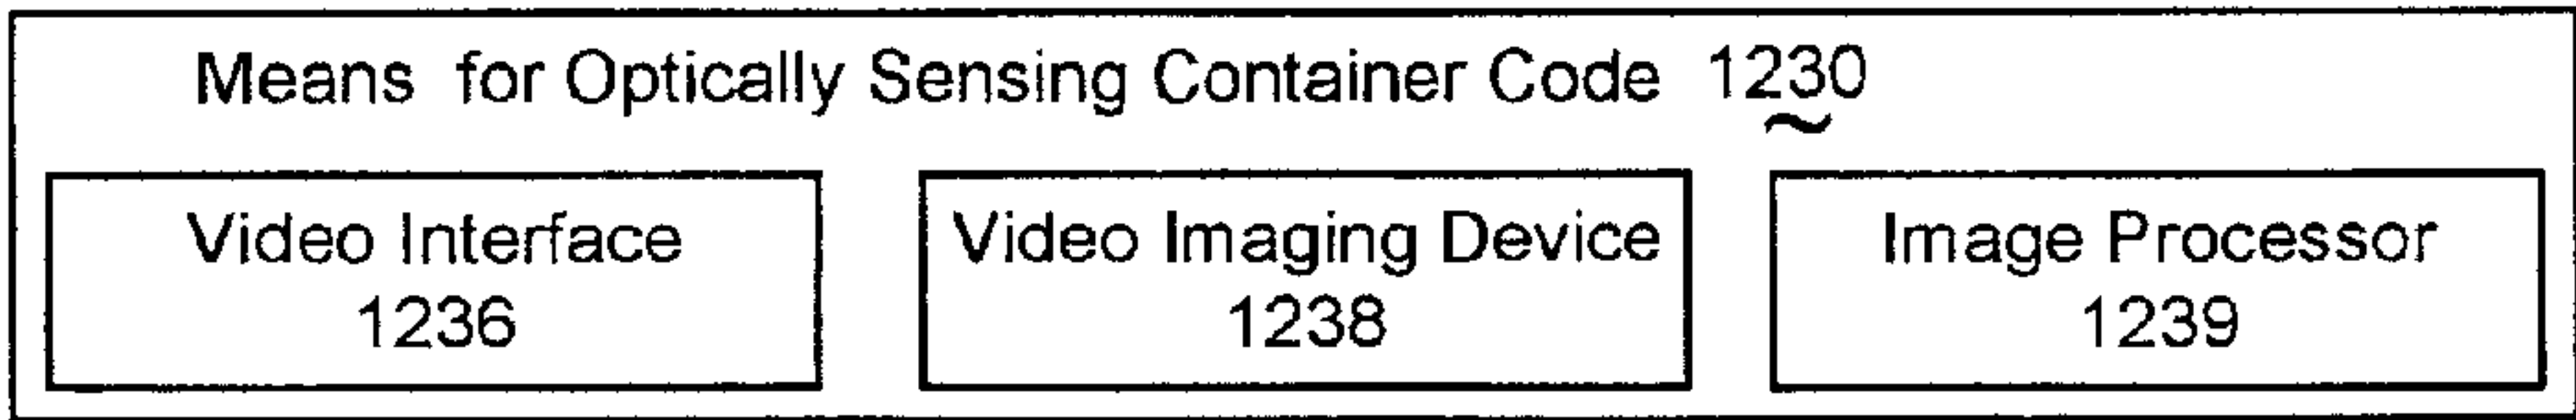 Means for Optically Sensing Container Code 1230
Video Interface
1236
Video Imaging Device
1238
Image Processor
1239